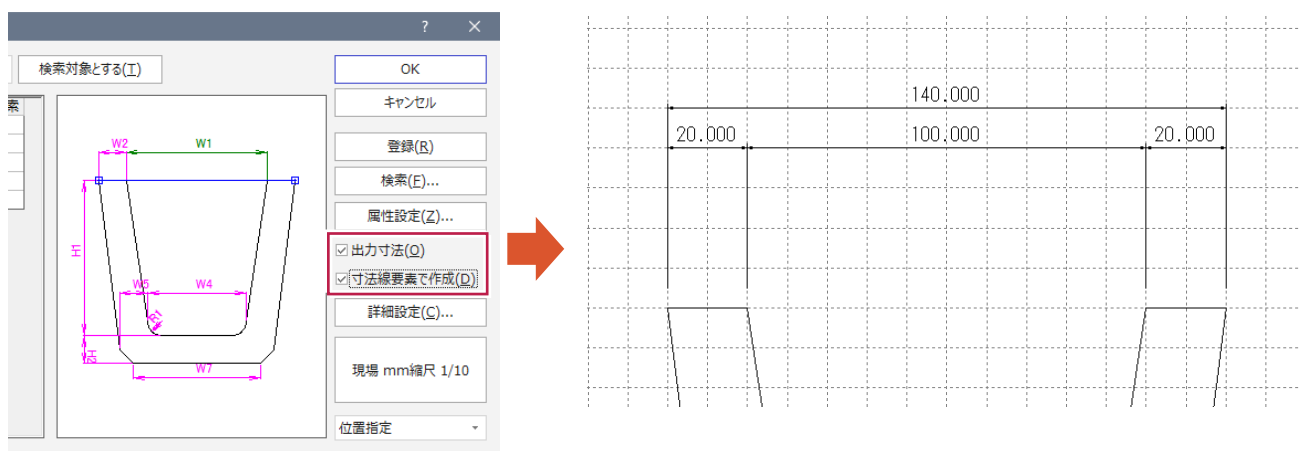 ? ×
検索対象とする(T)
OK
索
キャンセル
登録(R)
検索(F)...
属性設定(Z)...
出力寸法(O)
寸法線要素で作成(D)
詳細設定(C)...
現場 mm縮尺 1/10
位置指定
W2
W1
H1
W5
W4
R1
H2
W7
140.000
20.000
100.000
20.000